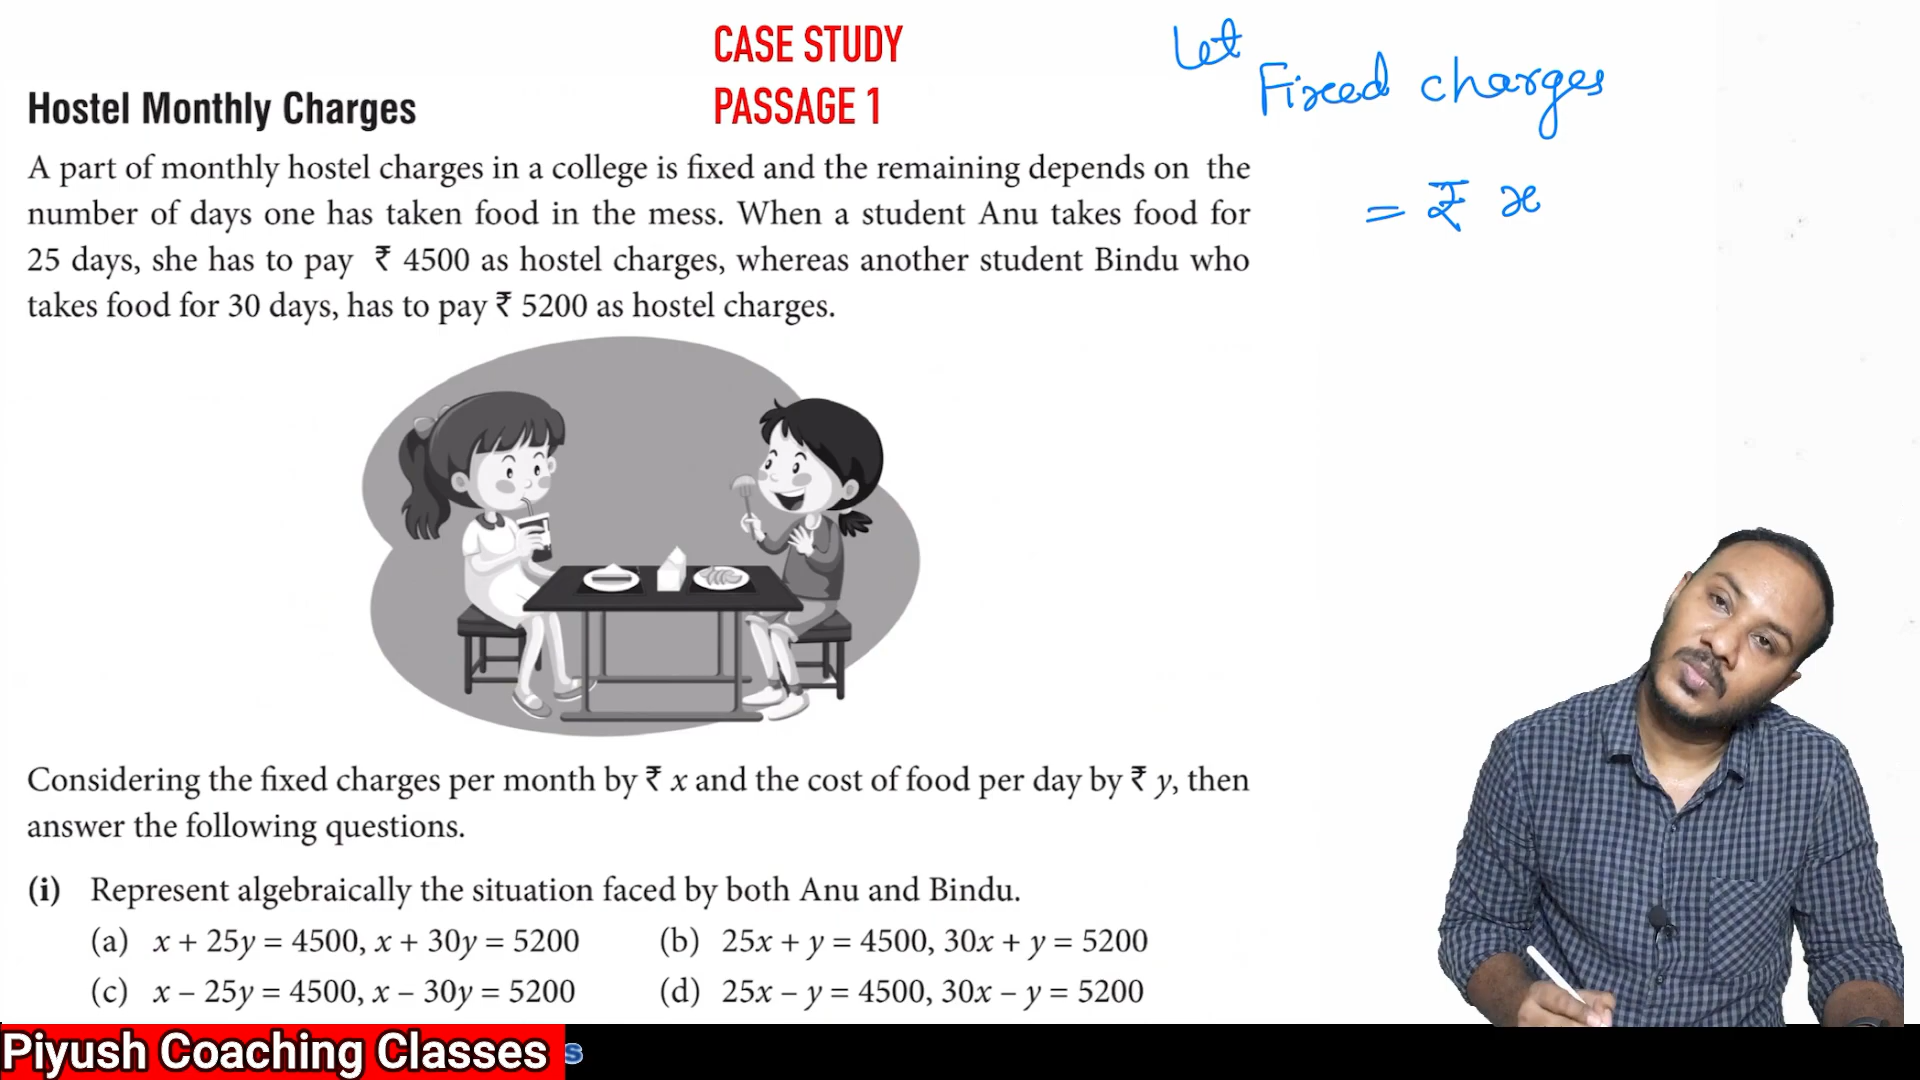 CASE STUDY
PASSAGE 1
Let
Fixed charges
= ₹ x
Hostel Monthly Charges
A part of monthly hostel charges in a college is fixed and the remaining depends on the
number of days one has taken food in the mess. When a student Anu takes food for
25 days, she has to pay ₹ 4500 as hostel charges, whereas another student Bindu who
takes food for 30 days, has to pay ₹ 5200 as hostel charges.
Considering the fixed charges per month by ₹ x and the cost of food per day by ₹ y, then
answer the following questions.
(i) Represent algebraically the situation faced by both Anu and Bindu.
(a) x + 25y = 4500, x + 30y = 5200 (b) 25x + y = 4500, 30x + y = 5200
(c) x – 25y = 4500, x – 30y = 5200 (d) 25x – y = 4500, 30x – y = 5200
Piyush Coaching Classes s